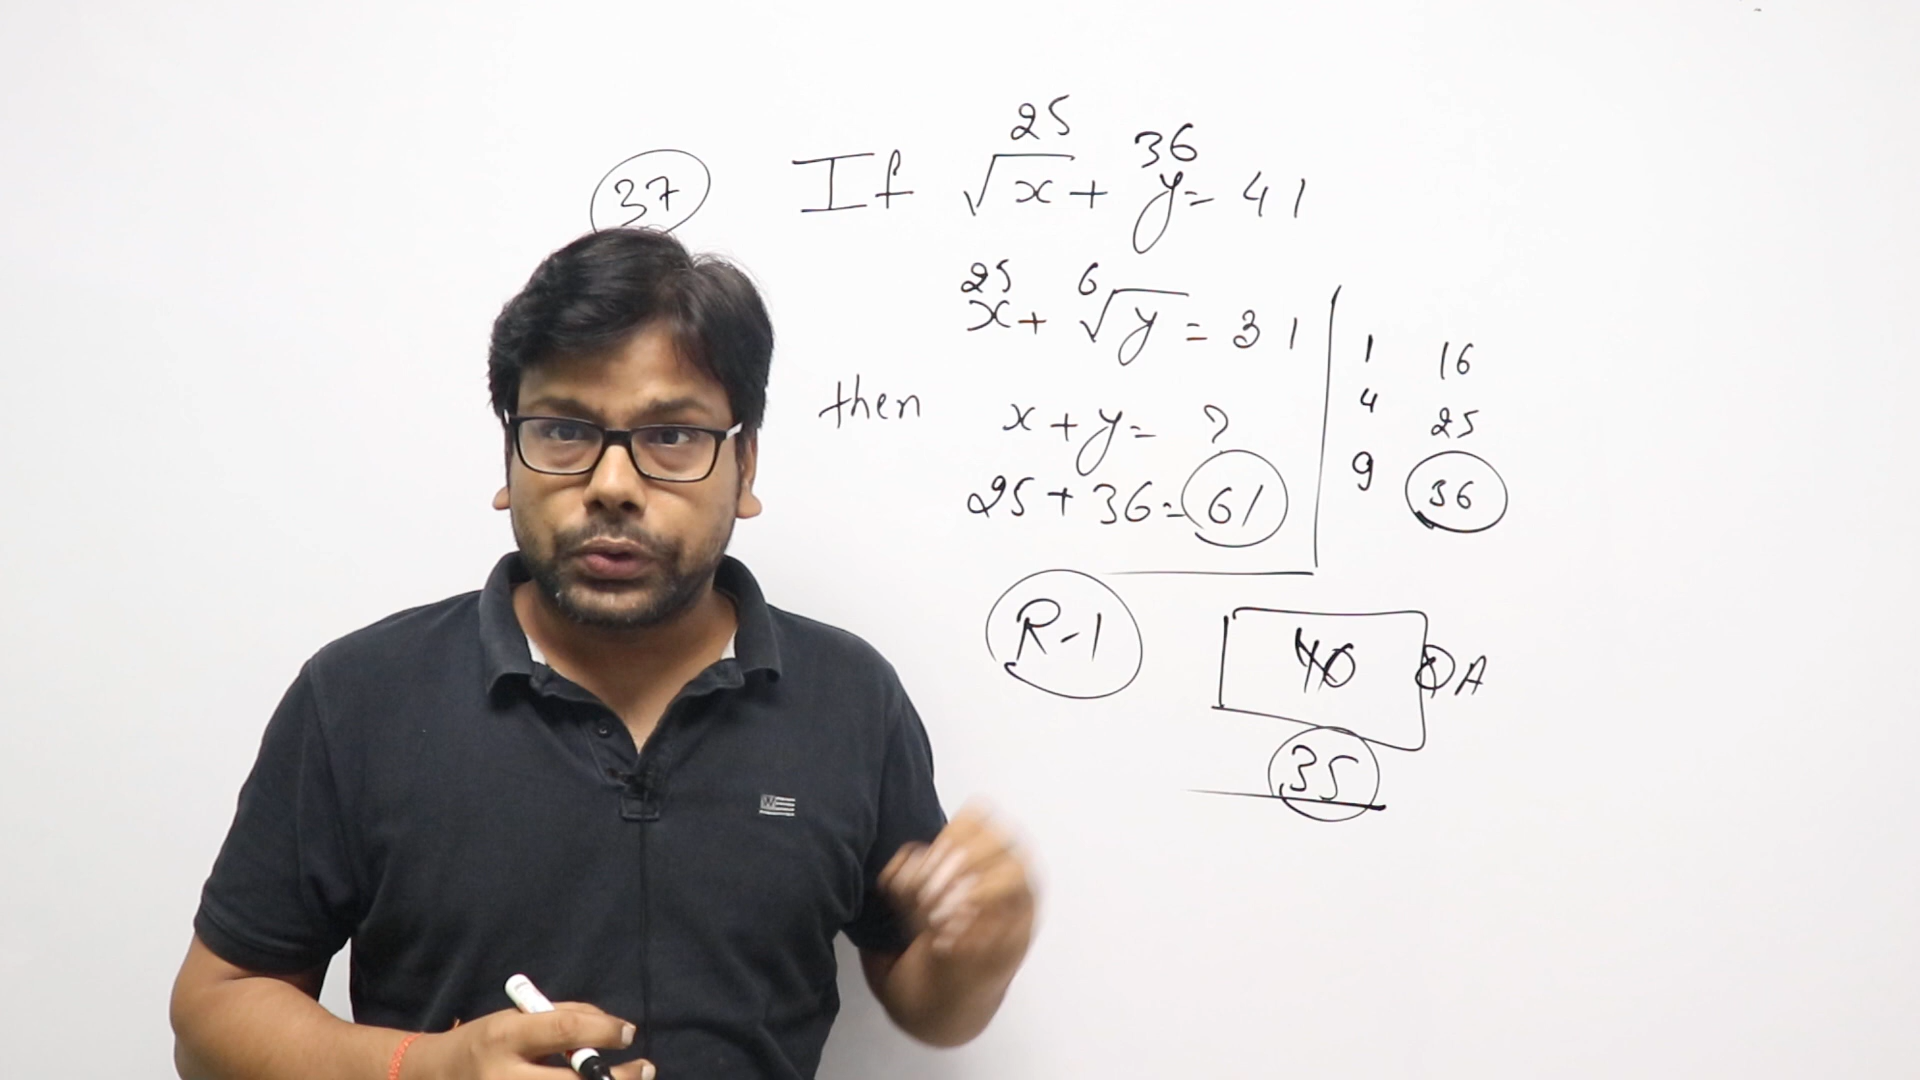 37
25
36
If √x + y = 41
25 6
x + √y = 31
then x + y = ?
25 + 36 = 61
1 16
4 25
9 36
R-1
40 QA
35